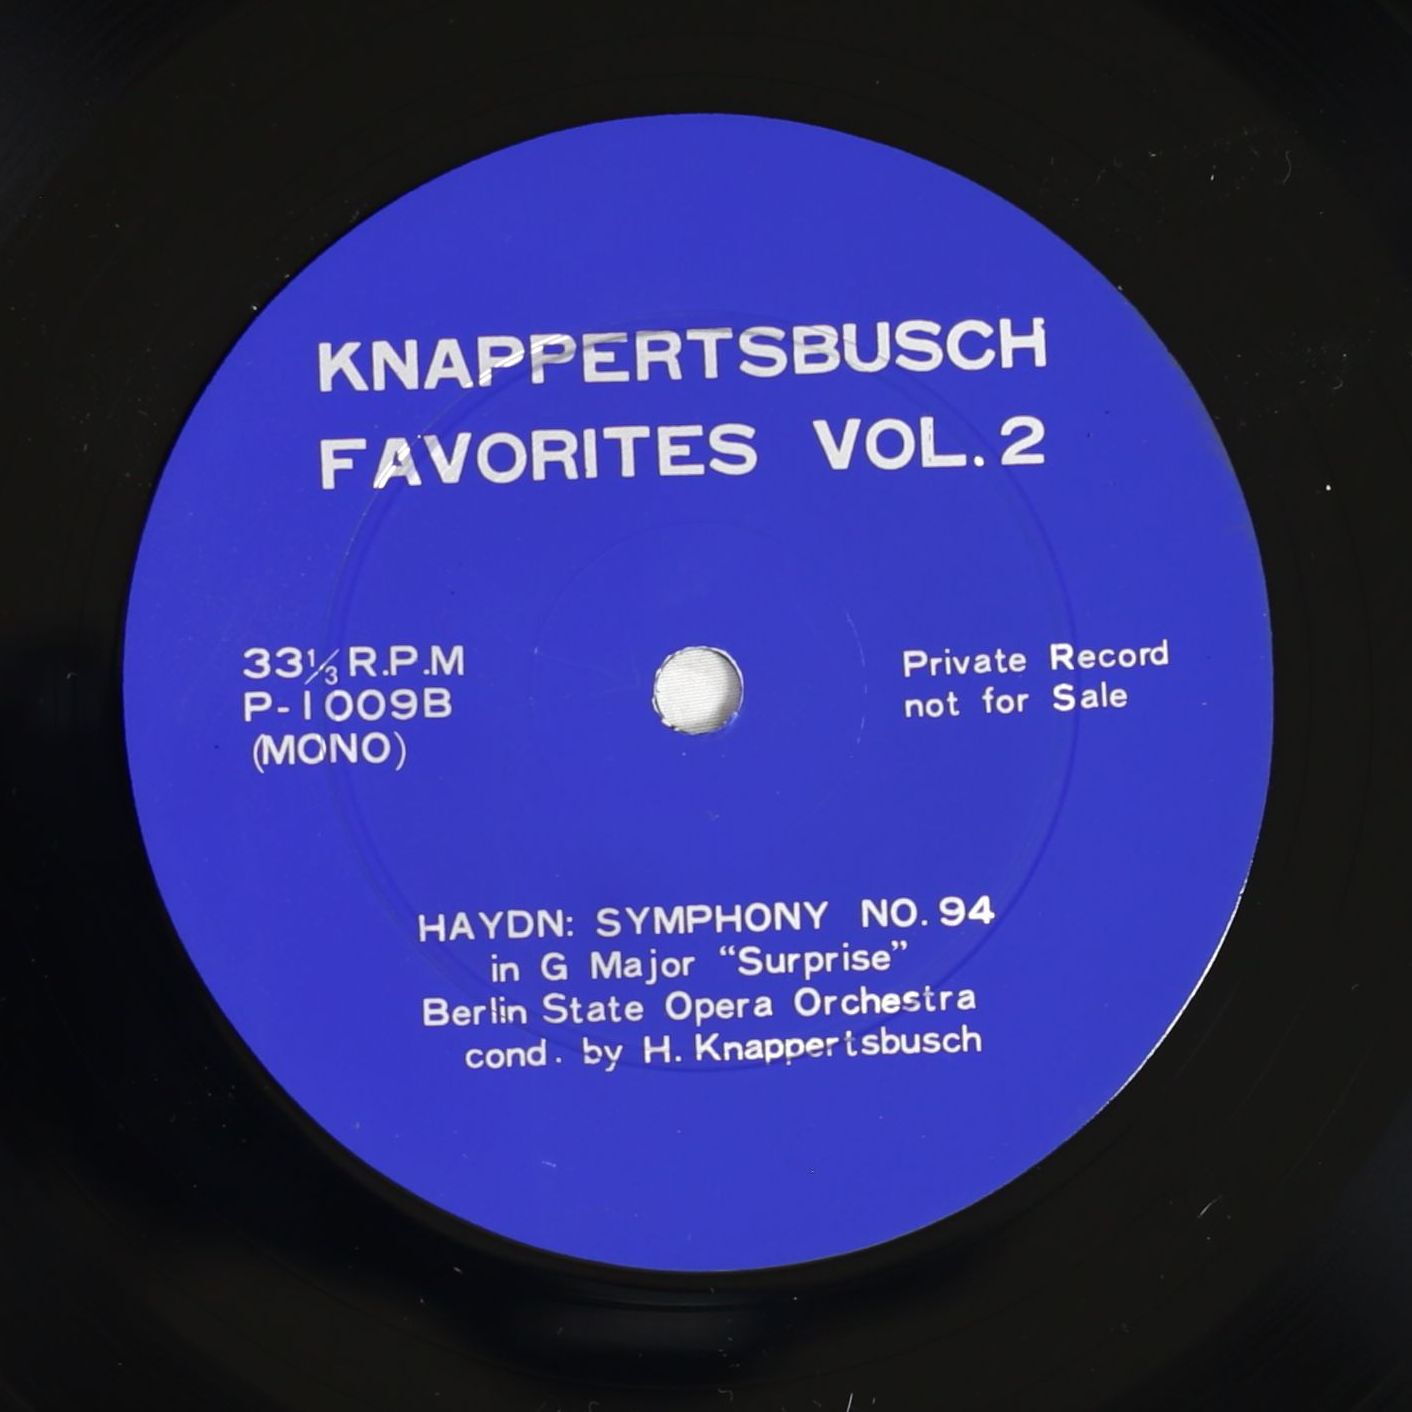 KNAPPERTSBUSCH
FAVORITES VOL. 2
33⅓ R.P.M
P-1009B
(MONO)
Private Record
not for Sale
HAYDN: SYMPHONY NO. 94
in G Major “Surprise”
Berlin State Opera Orchestra
cond. by H. Knappertsbusch